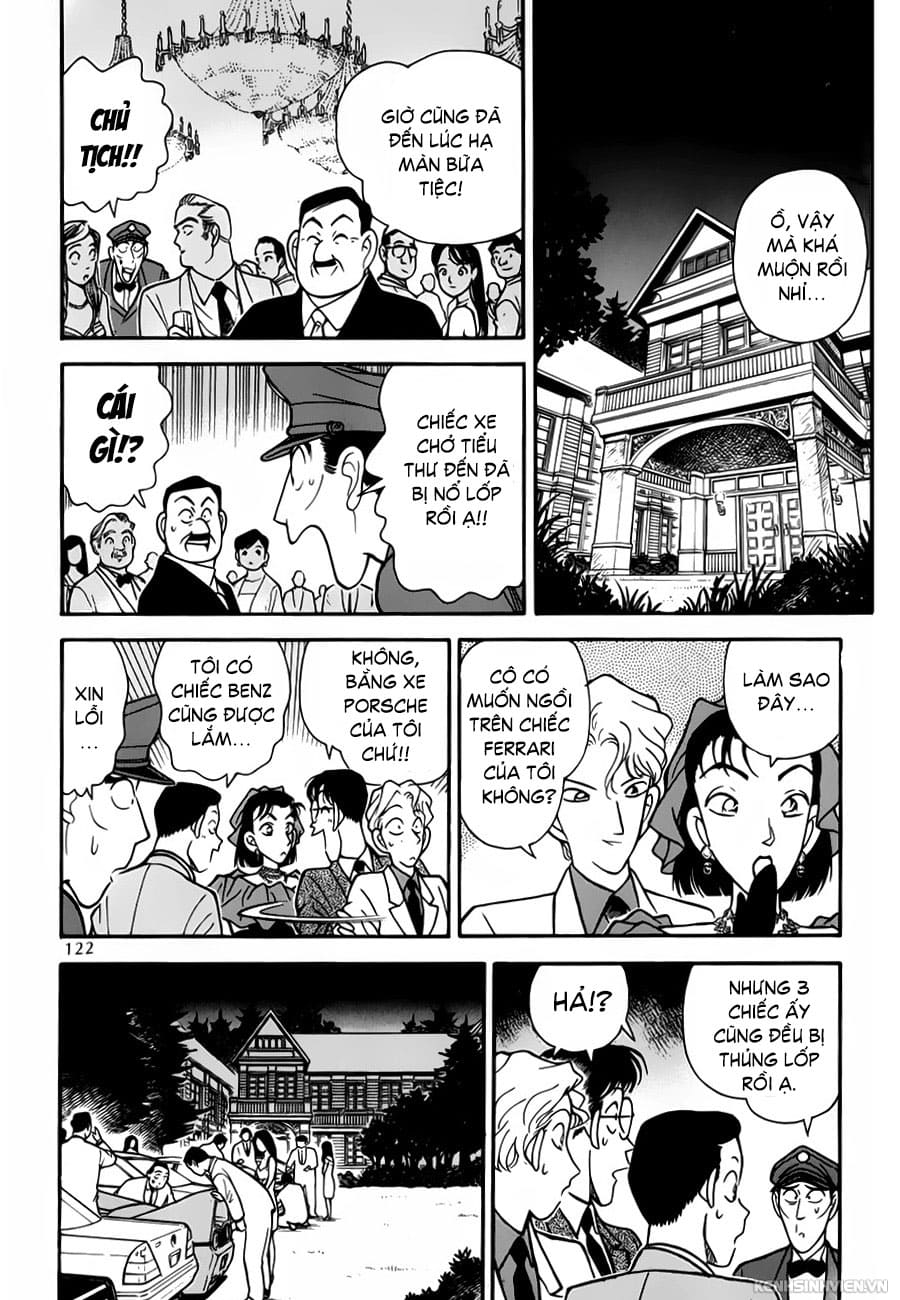 Ồ, VẬY
MÀ KHÁ
MUỘN RỒI
NHỈ...
GIỜ CŨNG ĐÃ
ĐẾN LÚC HẠ
MÀN BỮA
TIỆC!
CHỦ
TỊCH!!
CHIẾC XE
CHỞ TIỂU
THƯ ĐẾN ĐÃ
BỊ NỔ LỐP
RỒI Ạ!!
CÁI
GÌ!?
LÀM SAO
ĐÂY...
CÔ CÓ
MUỐN NGỒI
TRÊN CHIẾC
FERRARI
CỦA TÔI
KHÔNG?
KHÔNG,
BẰNG XE
PORSCHE
CỦA TÔI
CHỨ!!
TÔI CÓ
CHIẾC BENZ
CŨNG ĐƯỢC
LẮM...
XIN
LỖI
...
122
NHƯNG 3
CHIẾC ẤY
CŨNG ĐỀU BỊ
THỦNG LỐP
RỒI Ạ.
HẢ!?
KENHSINHVIEN.VN